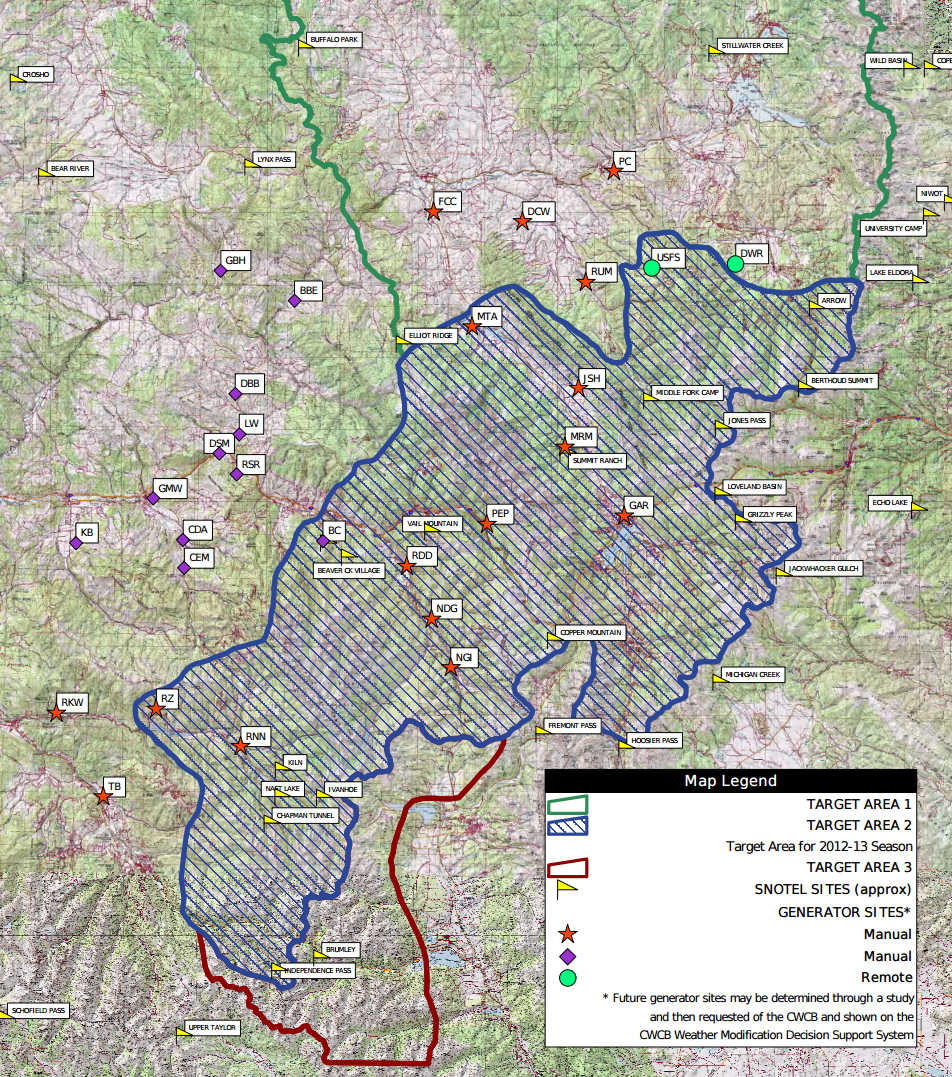 BUFFALO PARK
STILLWATER CREEK
WILD BASIN
COPE
CROSHO
LYNX PASS
PC
BEAR RIVER
NIWOT
FCC
DCW
UNIVERSITY CAMP
GBH
USFS
DWR
RUM
LAKE ELDORA
BBE
ARROW
MTA
ELLIOT RIDGE
JSH
BERTHOUD SUMMIT
DBB
MIDDLE FORK CAMP
LW
JONES PASS
DSM
MRM
SUMMIT RANCH
RSR
GMW
LOVELAND BASIN
ECHO LAKE
GAR
PEP
GRIZZLY PEAK
VAIL MOUNTAIN
KB
CDA
BC
CEM
RDD
BEAVER CK VILLAGE
JACKWHACKER GULCH
NDG
COPPER MOUNTAIN
NGI
MICHIGAN CREEK
RKW
RZ
FREMONT PASS
RNN
HOOSIER PASS
KILN
TB
NAST LAKE
IVANHOE
CHAPMAN TUNNEL
BRUMLEY
INDEPENDENCE PASS
SCHOFIELD PASS
UPPER TAYLOR
Map Legend
TARGET AREA 1
TARGET AREA 2
Target Area for 2012-13 Season
TARGET AREA 3
SNOTEL SITES (approx)
GENERATOR SITES*
Manual
Manual
Remote
* Future generator sites may be determined through a study
and then requested of the CWCB and shown on the
CWCB Weather Modification Decision Support System